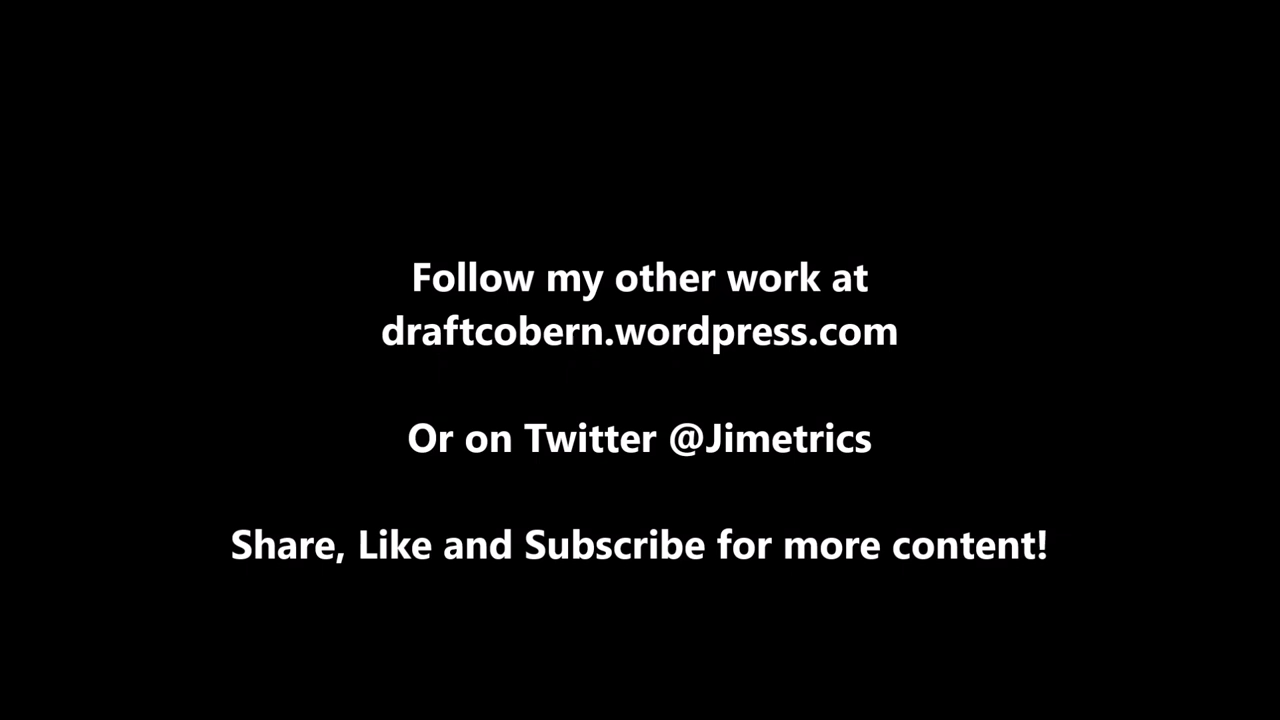 Follow my other work at
draftcobern.wordpress.com
Or on Twitter @Jimetrics
Share, Like and Subscribe for more content!